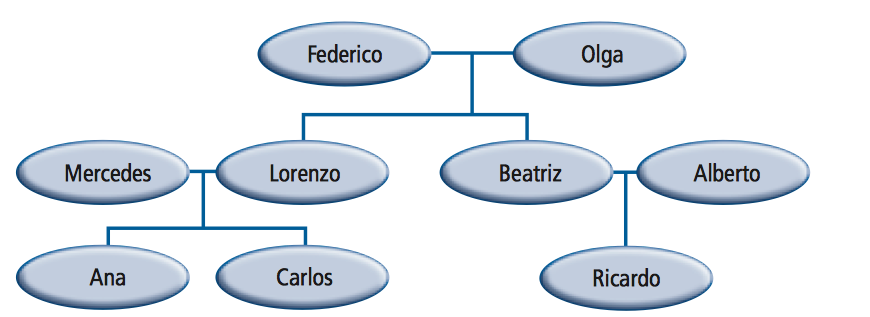 Federico
Olga
Mercedes
Lorenzo
Beatriz
Alberto
Ana
Carlos
Ricardo